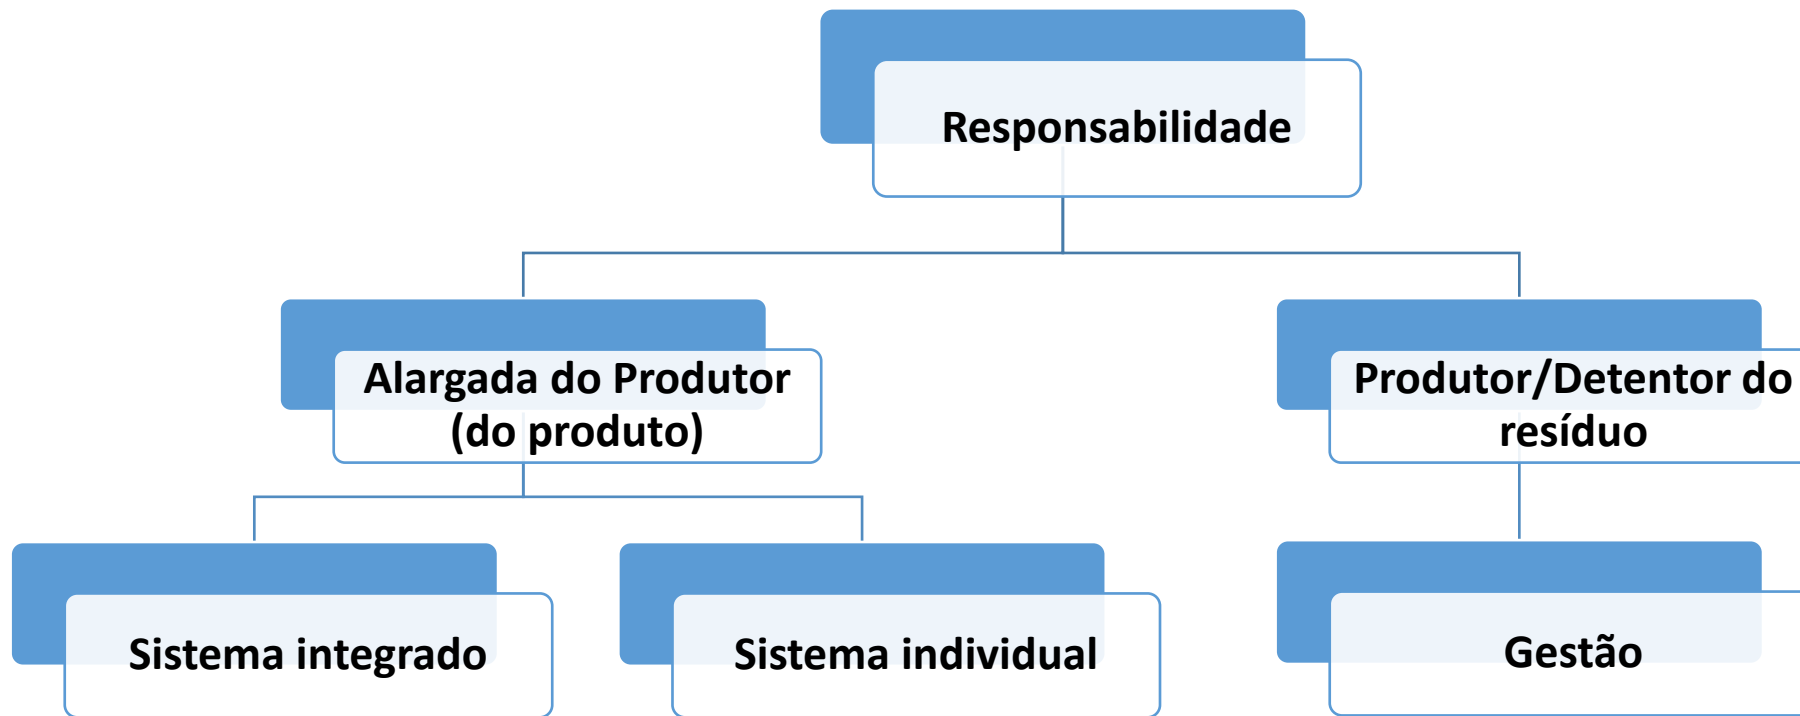 Responsabilidade
Alargada do Produtor
(do produto)
Produtor/Detentor do
resíduo
Sistema integrado
Sistema individual
Gestão